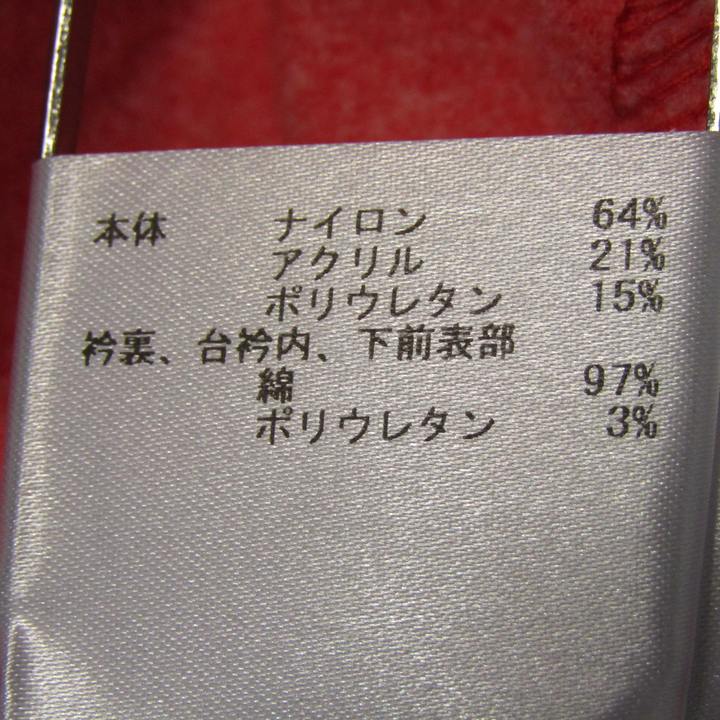 本体 ナイロン 64%
アクリル 21%
ポリウレタン 15%
衿裏、台衿内、下前表部
綿 97%
ポリウレタン 3%